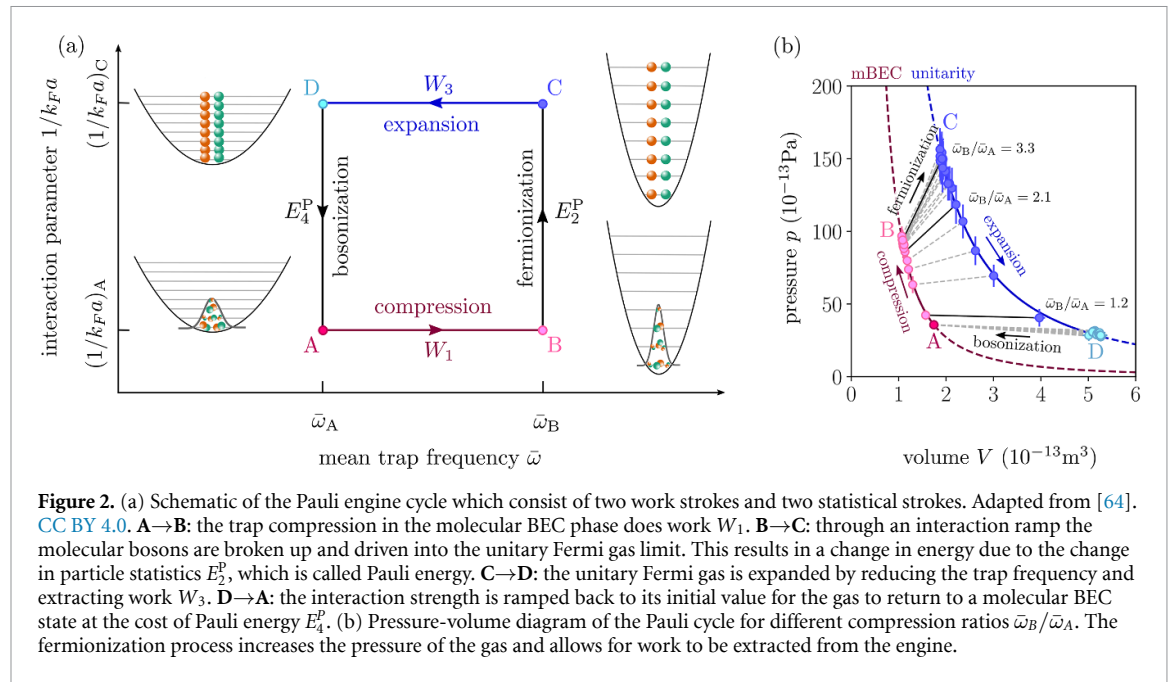 (a)
interaction parameter 1/k_F a
(1/k_F a)_C
(1/k_F a)_A
D
W_3
C
expansion
E_4^P
bosonization
fermionization
E_2^P
compression
A
W_1
B
ω̄_A
ω̄_B
mean trap frequency ω̄
(b)
mBEC unitarity
200
150
100
50
0
pressure p (10^{-13}Pa)
C
ω̄_B/ω̄_A = 3.3
fermionization
ω̄_B/ω̄_A = 2.1
B
expansion
compression
ω̄_B/ω̄_A = 1.2
A
bosonization
D
0 1 2 3 4 5 6
volume V (10^{-13}m^3)
Figure 2. (a) Schematic of the Pauli engine cycle which consist of two work strokes and two statistical strokes. Adapted from [64].
CC BY 4.0. A→B: the trap compression in the molecular BEC phase does work W_1. B→C: through an interaction ramp the
molecular bosons are broken up and driven into the unitary Fermi gas limit. This results in a change in energy due to the change
in particle statistics E_2^P, which is called Pauli energy. C→D: the unitary Fermi gas is expanded by reducing the trap frequency and
extracting work W_3. D→A: the interaction strength is ramped back to its initial value for the gas to return to a molecular BEC
state at the cost of Pauli energy E_4^P. (b) Pressure-volume diagram of the Pauli cycle for different compression ratios ω̄_B/ω̄_A. The
fermionization process increases the pressure of the gas and allows for work to be extracted from the engine.